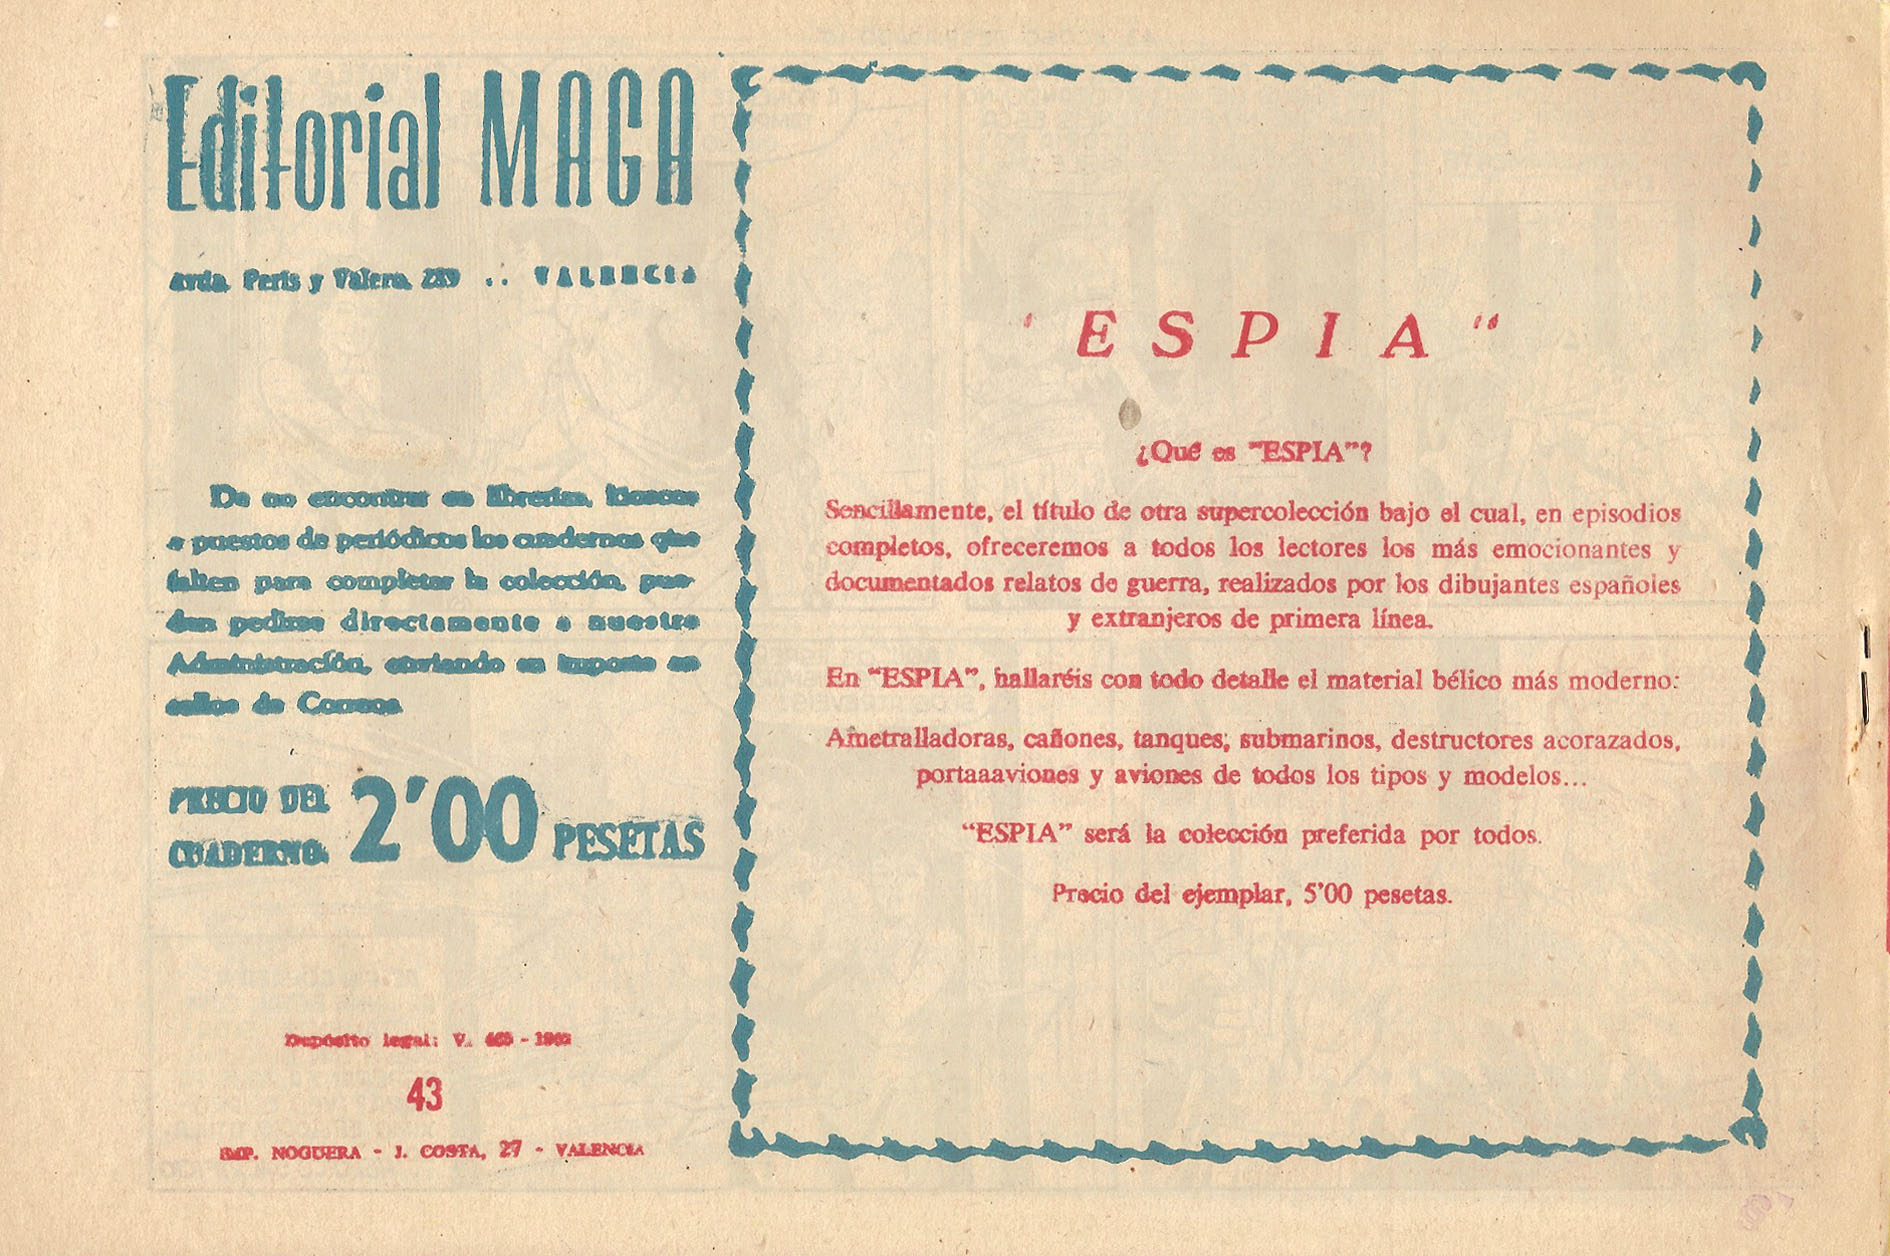 Editorial MAGA
Avda. Peris y Valero, 289 .. VALENCIA
De no encontrar en librerías, kioscos
o puestos de periódicos los cuadernos que
falten para completar la colección, pue-
den pedirse directamente a nuestra
Administración, enviando su importe en
sellos de Correos.
PRECIO DEL
CUADERNO. 2'00 PESETAS
Depósito legal: V.
43
IMP. NOGUERA - J. COSTA, 27 - VALENCIA
" ESPIA "
¿Qué es "ESPIA"?
Sencillamente, el título de otra supercolección bajo el cual, en episodios
completos, ofreceremos a todos los lectores los más emocionantes y
documentados relatos de guerra, realizados por los dibujantes españoles
y extranjeros de primera línea.
En "ESPIA", hallaréis con todo detalle el material bélico más moderno:
Ametralladoras, cañones, tanques, submarinos, destructores acorazados,
portaaaviones y aviones de todos los tipos y modelos...
"ESPIA" será la colección preferida por todos.
Precio del ejemplar, 5'00 pesetas.